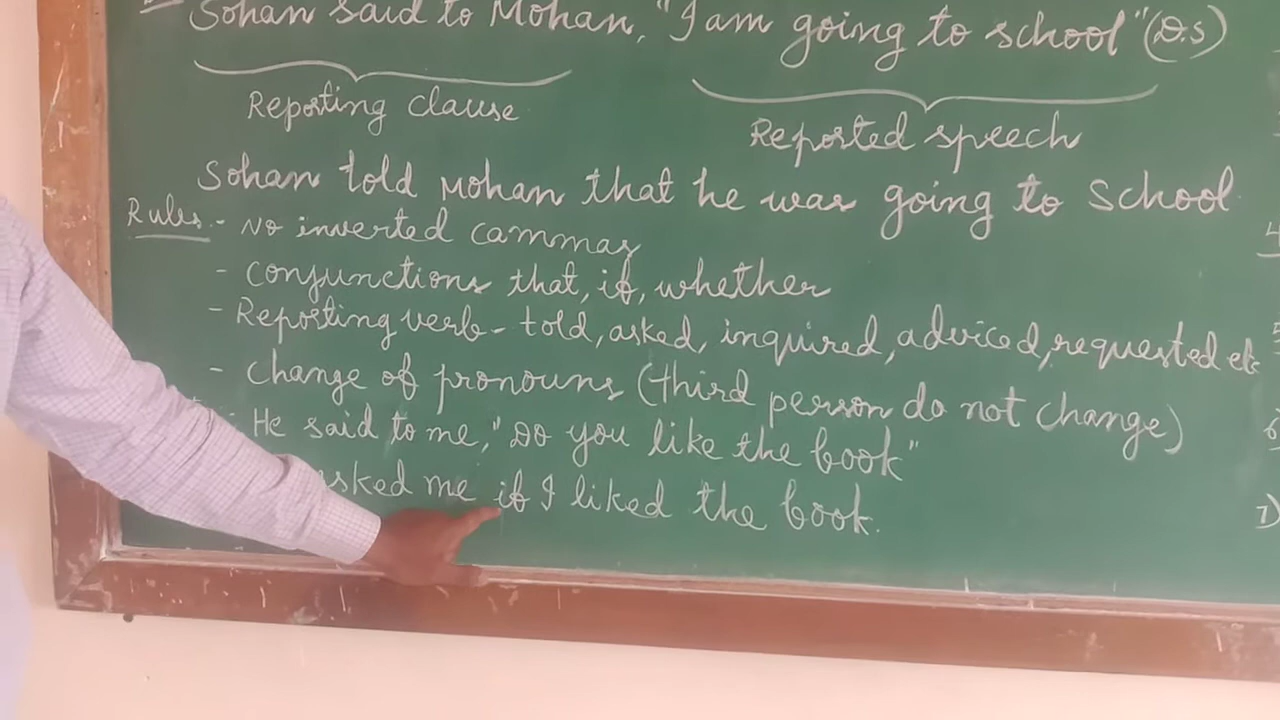 Sohan said to Mohan, "I am going to school" (D.S)
Reporting clause
Reported speech
Sohan told Mohan that he was going to School
Rules - No inverted cammas
- conjunctions that, if, whether
- Reporting verb - told, asked, inquired, adviced, requested etc
- change of pronouns (third person do not change)
He said to me, "Do you like the book"
asked me if I liked the book.
7)